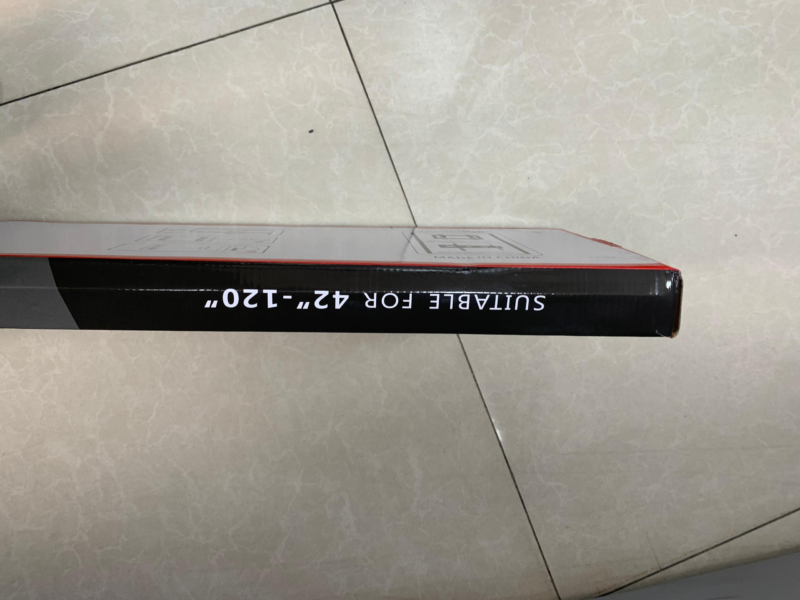 SUITABLE FOR 42"-120"
MADE IN CHINA